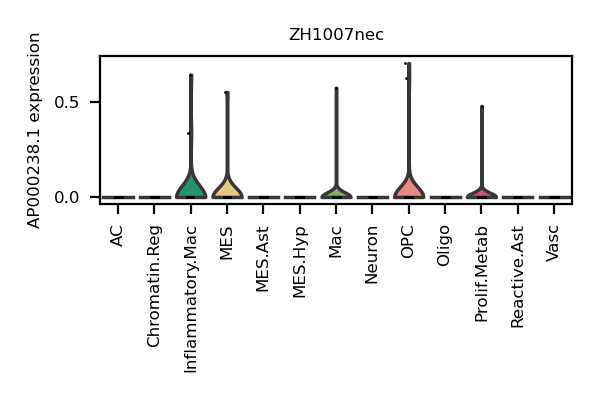 ZH1007nec
AP000238.1 expression
0.5
0.0
AC
Chromatin.Reg
Inflammatory.Mac
MES
MES.Ast
MES.Hyp
Mac
Neuron
OPC
Oligo
Prolif.Metab
Reactive.Ast
Vasc